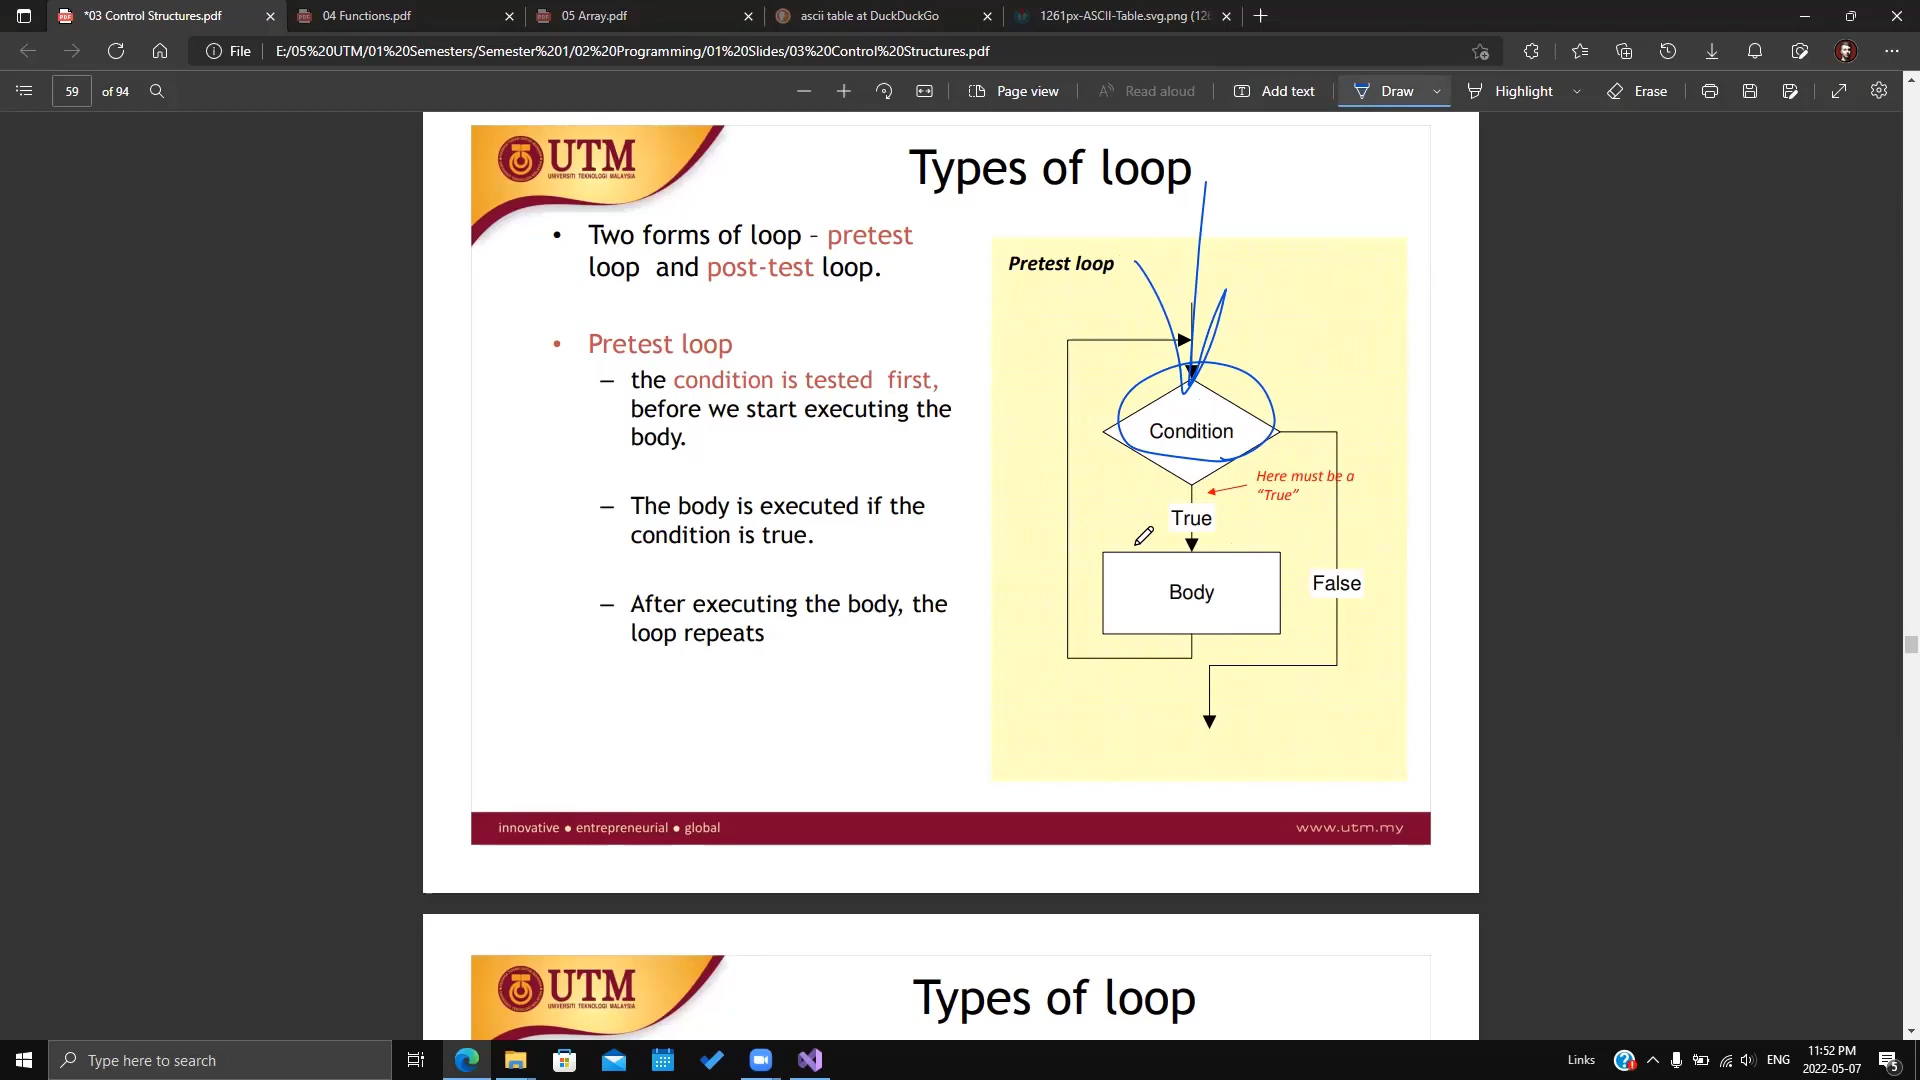 *03 Control Structures.pdf
04 Functions.pdf
05 Array.pdf
ascii table at DuckDuckGo
1261px-ASCII-Table.svg.png (126
File
E:/05%20UTM/01%20Semesters/Semester%201/02%20Programming/01%20Slides/03%20Control%20Structures.pdf
59 of 94
Page view
Read aloud
Add text
Draw
Highlight
Erase
UTM
UNIVERSITI TEKNOLOGI MALAYSIA
Types of loop
• Two forms of loop – pretest
loop and post-test loop.
• Pretest loop
– the condition is tested first,
before we start executing the
body.
– The body is executed if the
condition is true.
– After executing the body, the
loop repeats
Pretest loop
Condition
Here must be a
“True”
True
Body
False
innovative ● entrepreneurial ● global
www.utm.my
UTM
UNIVERSITI TEKNOLOGI MALAYSIA
Types of loop
Type here to search
Links
ENG
11:52 PM
2022-05-07
5